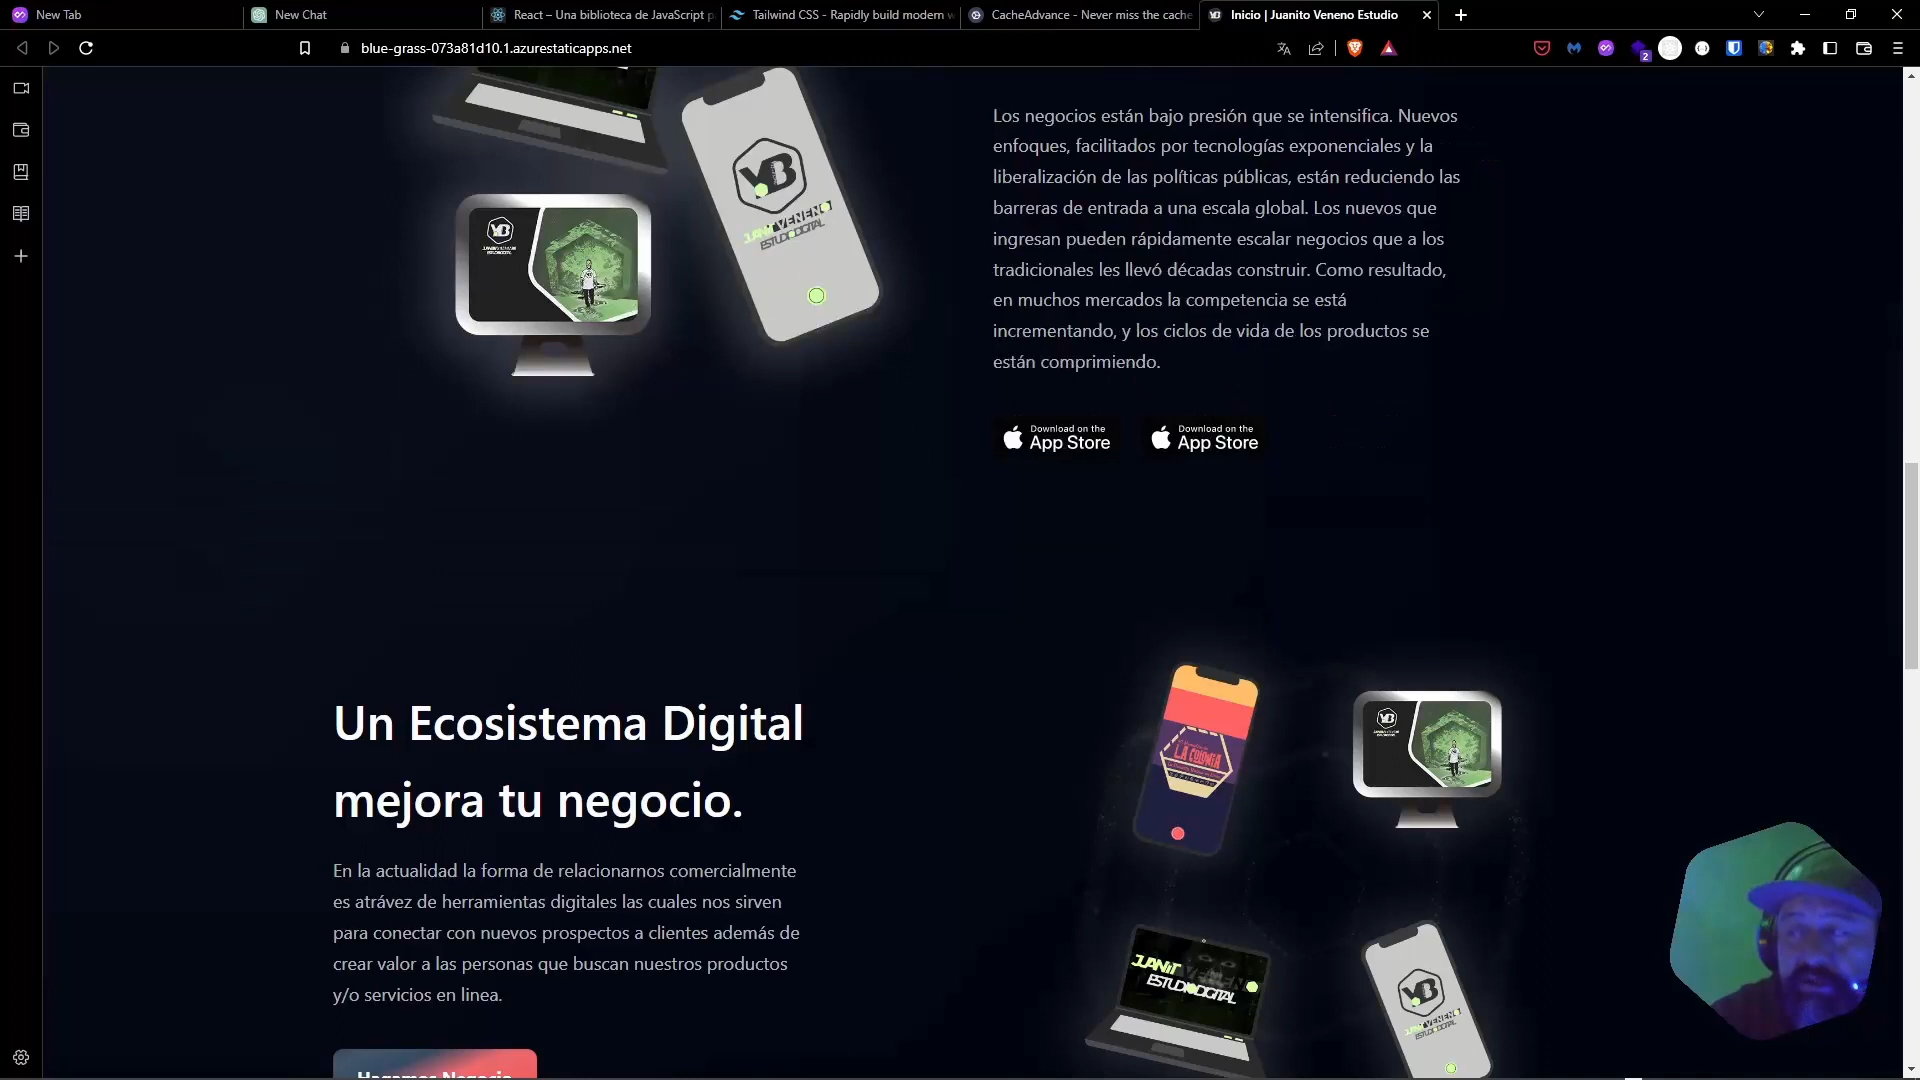 New Tab
New Chat
React – Una biblioteca de JavaScript p
Tailwind CSS - Rapidly build modern w
CacheAdvance - Never miss the cache
Inicio | Juanito Veneno Estudio
blue-grass-073a81d10.1.azurestaticapps.net
2
Los negocios están bajo presión que se intensifica. Nuevos
enfoques, facilitados por tecnologías exponenciales y la
liberalización de las políticas públicas, están reduciendo las
barreras de entrada a una escala global. Los nuevos que
ingresan pueden rápidamente escalar negocios que a los
tradicionales les llevó décadas construir. Como resultado,
en muchos mercados la competencia se está
incrementando, y los ciclos de vida de los productos se
están comprimiendo.
Download on the
App Store
Download on the
App Store
Un Ecosistema Digital
mejora tu negocio.
En la actualidad la forma de relacionarnos comercialmente
es atrávez de herramientas digitales las cuales nos sirven
para conectar con nuevos prospectos a clientes además de
crear valor a las personas que buscan nuestros productos
y/o servicios en linea.
Hagamos Negocio
LA COLONIA
ESTUDIODIGITAL